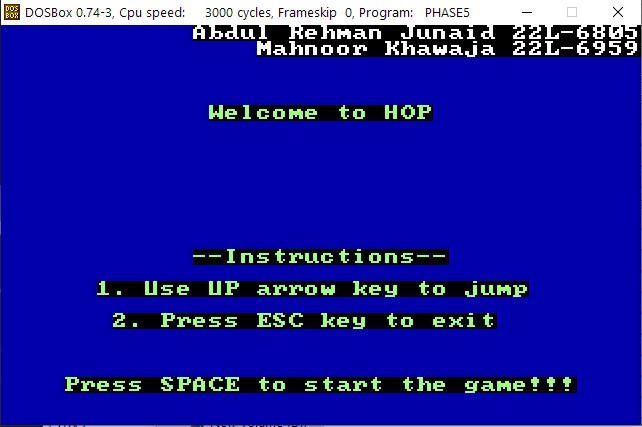 DOS BOX DOSBox 0.74-3, Cpu speed: 3000 cycles, Frameskip 0, Program: PHASE5
Abdul Rehman Junaid 22L-6805
Mahnoor Khawaja 22L-6959
Welcome to HOP
--Instructions--
1. Use UP arrow key to jump
2. Press ESC key to exit
Press SPACE to start the game!!!